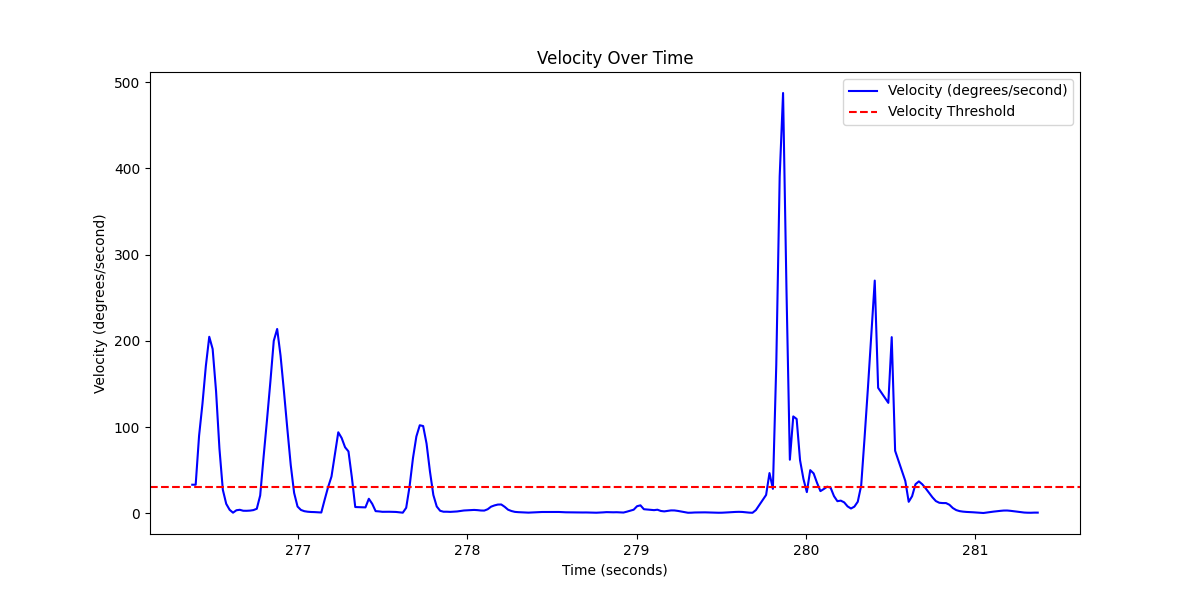 Velocity Over Time
Velocity (degrees/second)
Velocity Threshold
500
400
300
200
100
0
Velocity (degrees/second)
277
278
279
280
281
Time (seconds)